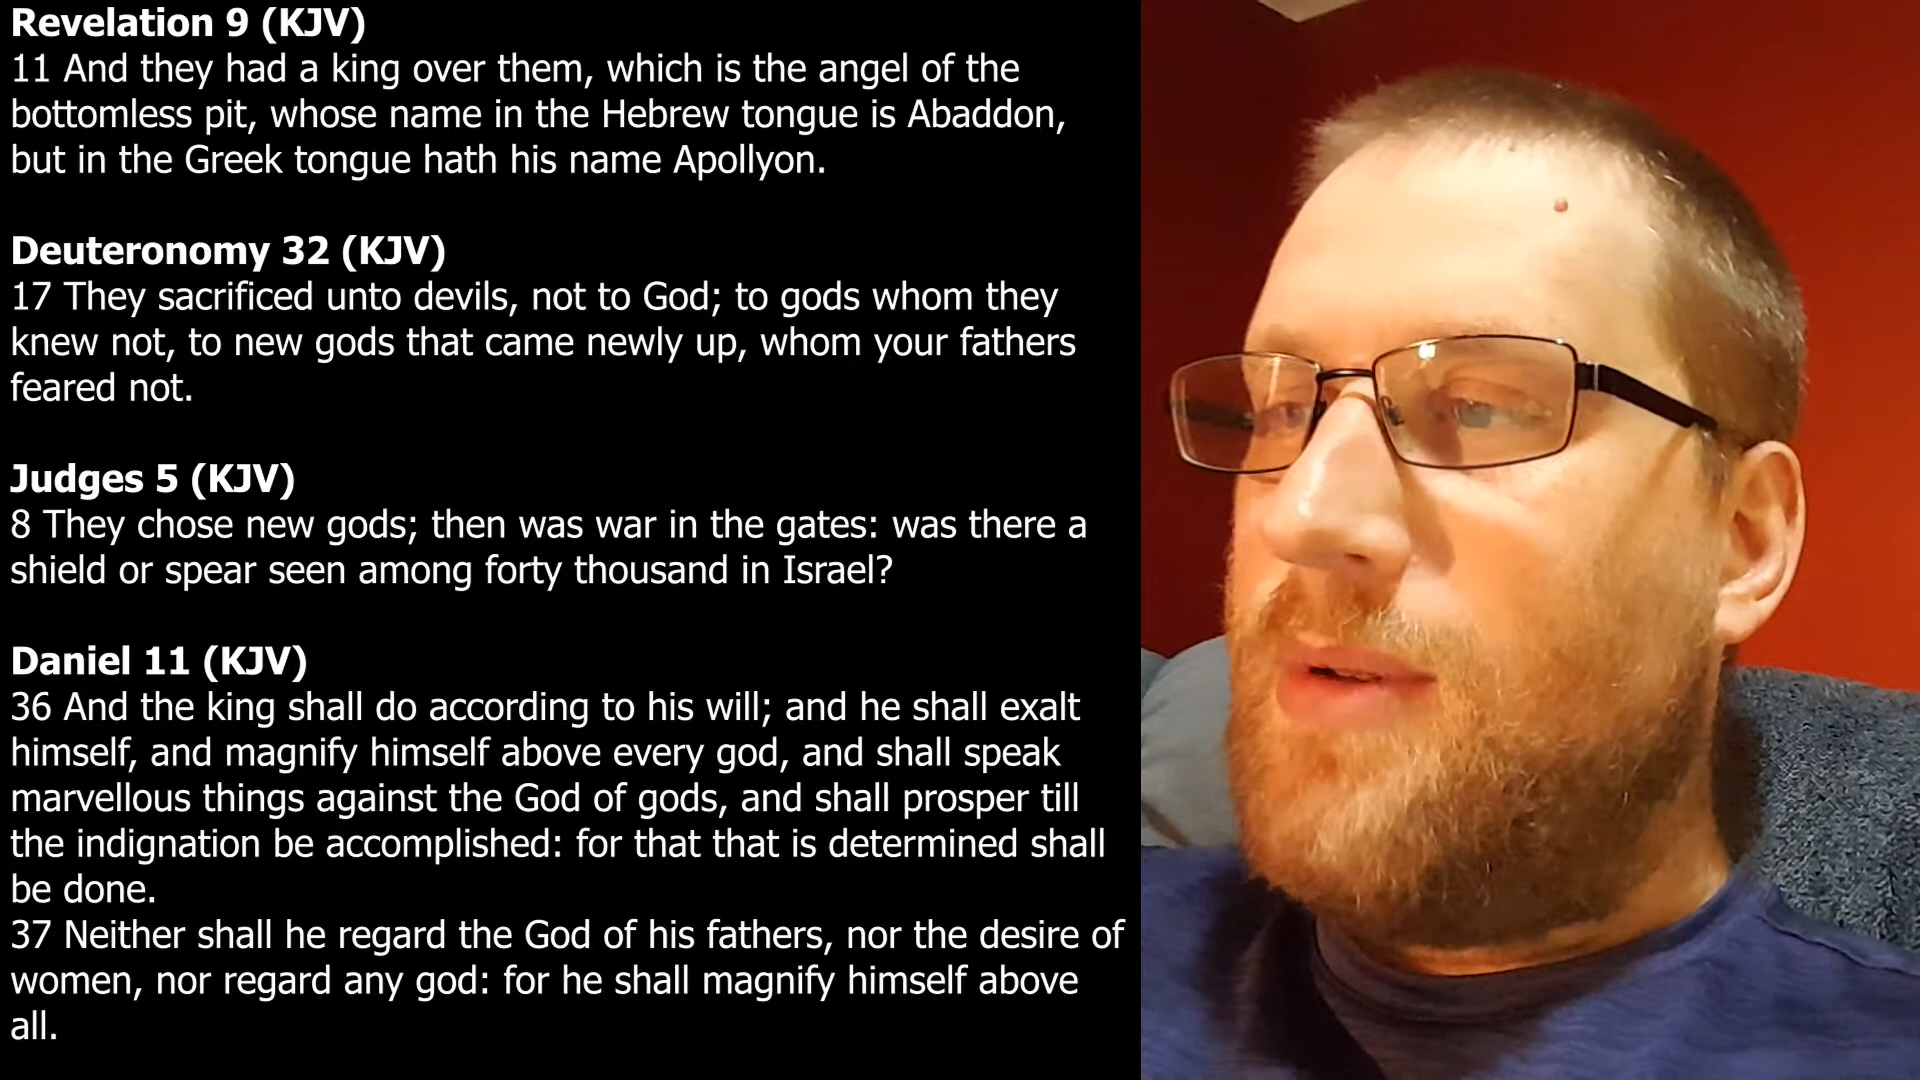 Revelation 9 (KJV)
11 And they had a king over them, which is the angel of the
bottomless pit, whose name in the Hebrew tongue is Abaddon,
but in the Greek tongue hath his name Apollyon.
Deuteronomy 32 (KJV)
17 They sacrificed unto devils, not to God; to gods whom they
knew not, to new gods that came newly up, whom your fathers
feared not.
Judges 5 (KJV)
8 They chose new gods; then was war in the gates: was there a
shield or spear seen among forty thousand in Israel?
Daniel 11 (KJV)
36 And the king shall do according to his will; and he shall exalt
himself, and magnify himself above every god, and shall speak
marvellous things against the God of gods, and shall prosper till
the indignation be accomplished: for that that is determined shall
be done.
37 Neither shall he regard the God of his fathers, nor the desire of
women, nor regard any god: for he shall magnify himself above
all.